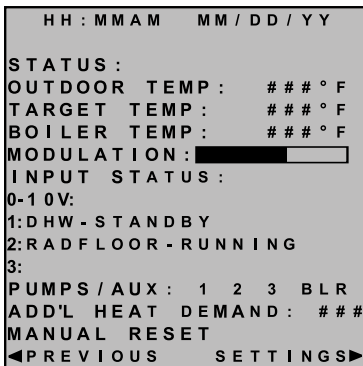 HH:MMAM MM/DD/YY
STATUS:
OUTDOOR TEMP: ###°F
TARGET TEMP: ###°F
BOILER TEMP: ###°F
MODULATION:
INPUT STATUS:
0-10V:
1:DHW-STANDBY
2:RADFLOOR-RUNNING
3:
PUMPS/AUX: 1 2 3 BLR
ADD'L HEAT DEMAND: ###
MANUAL RESET
◄PREVIOUS SETTINGS►